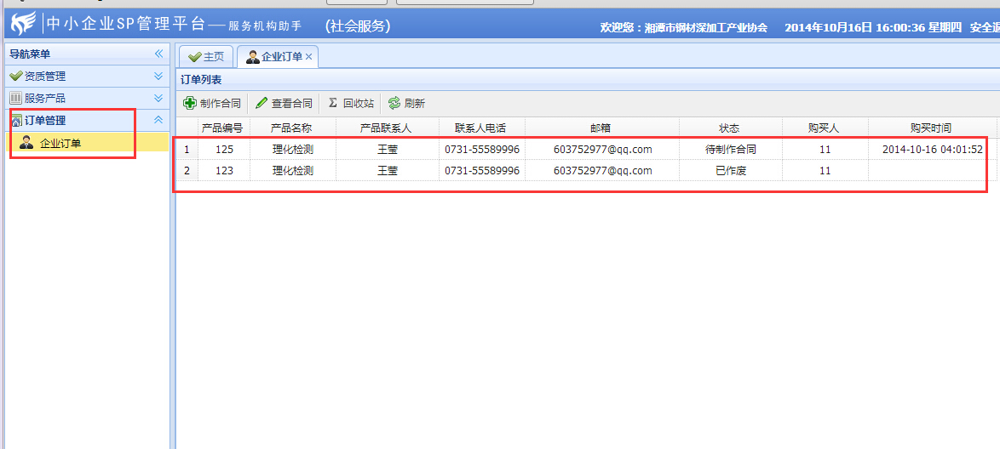 中小企业SP管理平台——服务机构助手 (社会服务) 欢迎您：湘潭市钢材深加工产业协会 2014年10月16日 16:00:36 星期四 安全退
导航菜单
资质管理
服务产品
订单管理
企业订单
主页 企业订单
订单列表
制作合同 查看合同 回收站 刷新
产品编号 产品名称 产品联系人 联系人电话 邮箱 状态 购买人 购买时间
1 125 理化检测 王莹 0731-55589996 603752977@qq.com 待制作合同 11 2014-10-16 04:01:52
2 123 理化检测 王莹 0731-55589996 603752977@qq.com 已作废 11